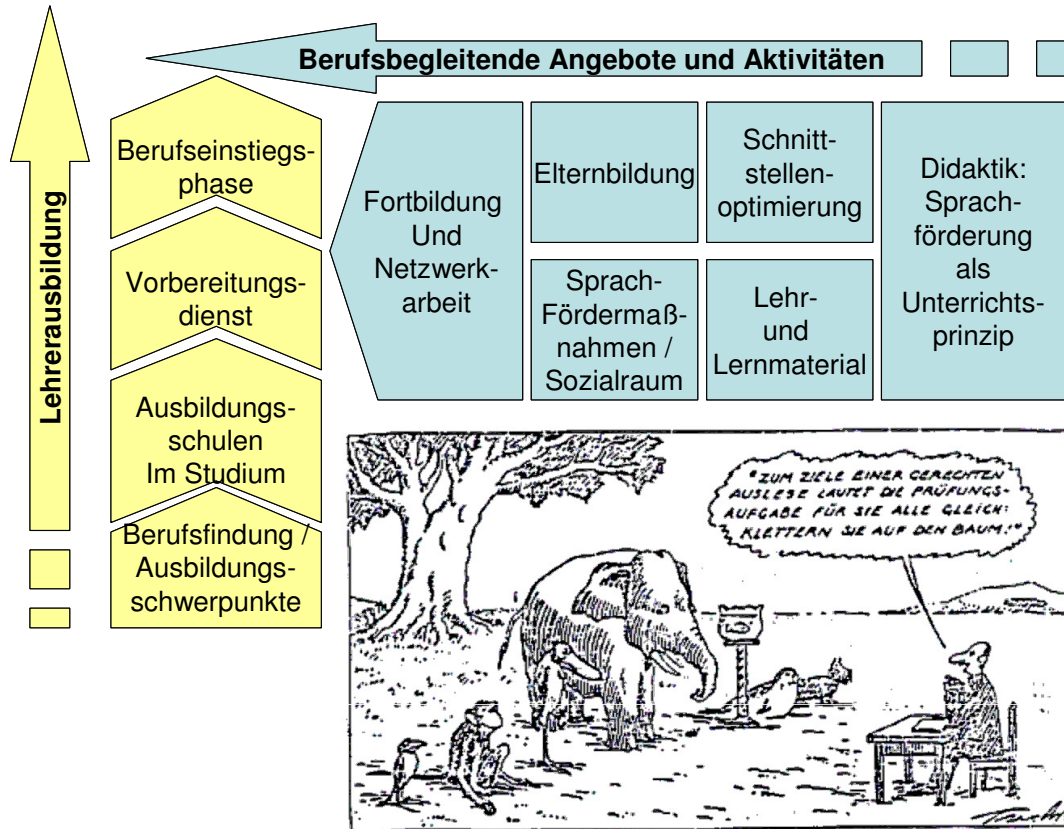 Berufsbegleitende Angebote und Aktivitäten
Lehrerausbildung
Berufseinstiegs-
phase
Vorbereitungs-
dienst
Ausbildungs-
schulen
Im Studium
Berufsfindung /
Ausbildungs-
schwerpunkte
Fortbildung
Und
Netzwerk-
arbeit
Elternbildung
Sprach-
Fördermaß-
nahmen /
Sozialraum
Schnitt-
stellen-
optimierung
Lehr-
und
Lernmaterial
Didaktik:
Sprach-
förderung
als
Unterrichts-
prinzip
"ZUM ZIELE EINER GERECHTEN
AUSLESE LAUTET DIE PRÜFUNGS-
AUFGABE FÜR SIE ALLE GLEICH:
KLETTERN SIE AUF DEN BAUM!"